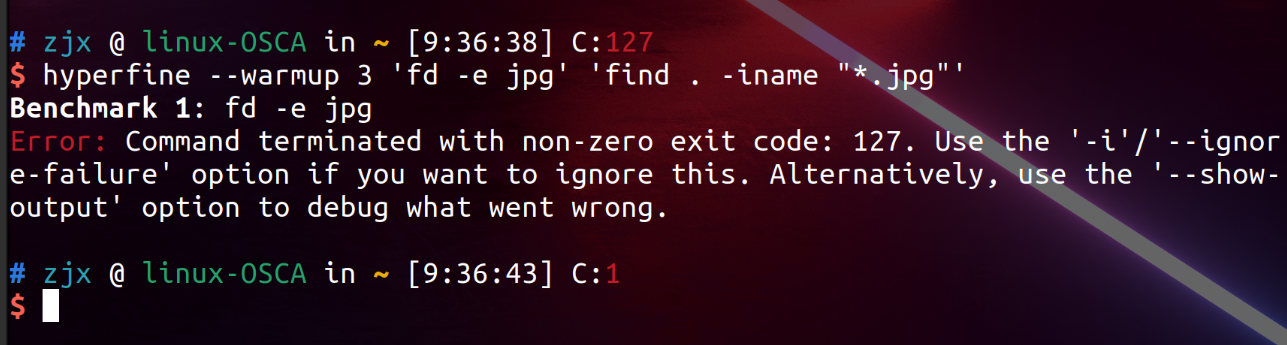 # zjx @ linux-OSCA in ~ [9:36:38] C:127
$ hyperfine --warmup 3 'fd -e jpg' 'find . -iname "*.jpg"'
Benchmark 1: fd -e jpg
Error: Command terminated with non-zero exit code: 127. Use the '-i'/'--ignor
e-failure' option if you want to ignore this. Alternatively, use the '--show-
output' option to debug what went wrong.
# zjx @ linux-OSCA in ~ [9:36:43] C:1
$